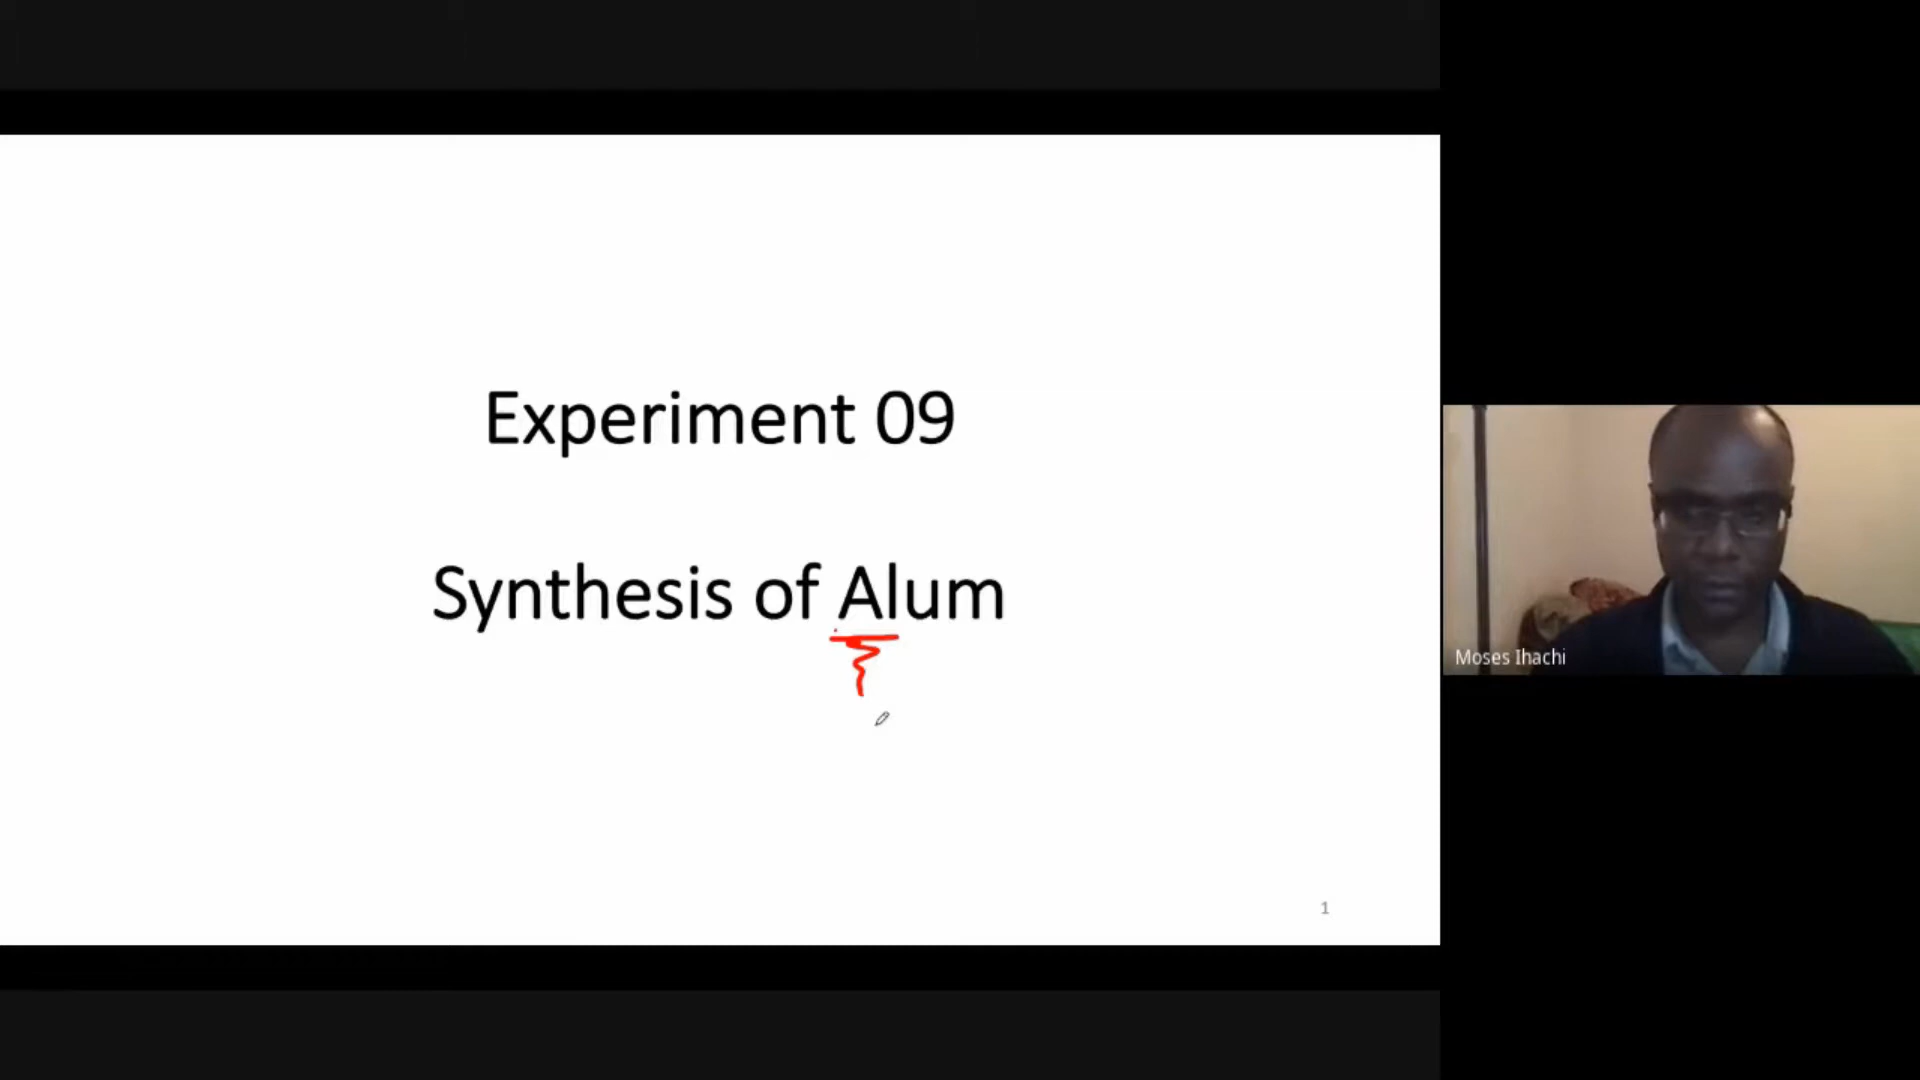 Experiment 09
Synthesis of Alum
1
Moses Ihachi